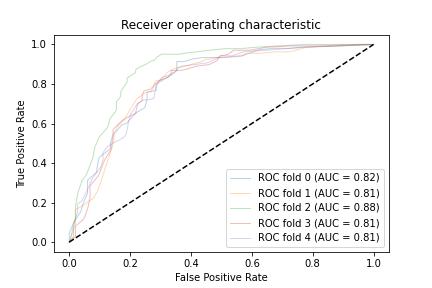 Receiver operating characteristic
1.0
0.8
0.6
0.4
0.2
0.0
True Positive Rate
ROC fold 0 (AUC = 0.82)
ROC fold 1 (AUC = 0.81)
ROC fold 2 (AUC = 0.88)
ROC fold 3 (AUC = 0.81)
ROC fold 4 (AUC = 0.81)
0.0 0.2 0.4 0.6 0.8 1.0
False Positive Rate